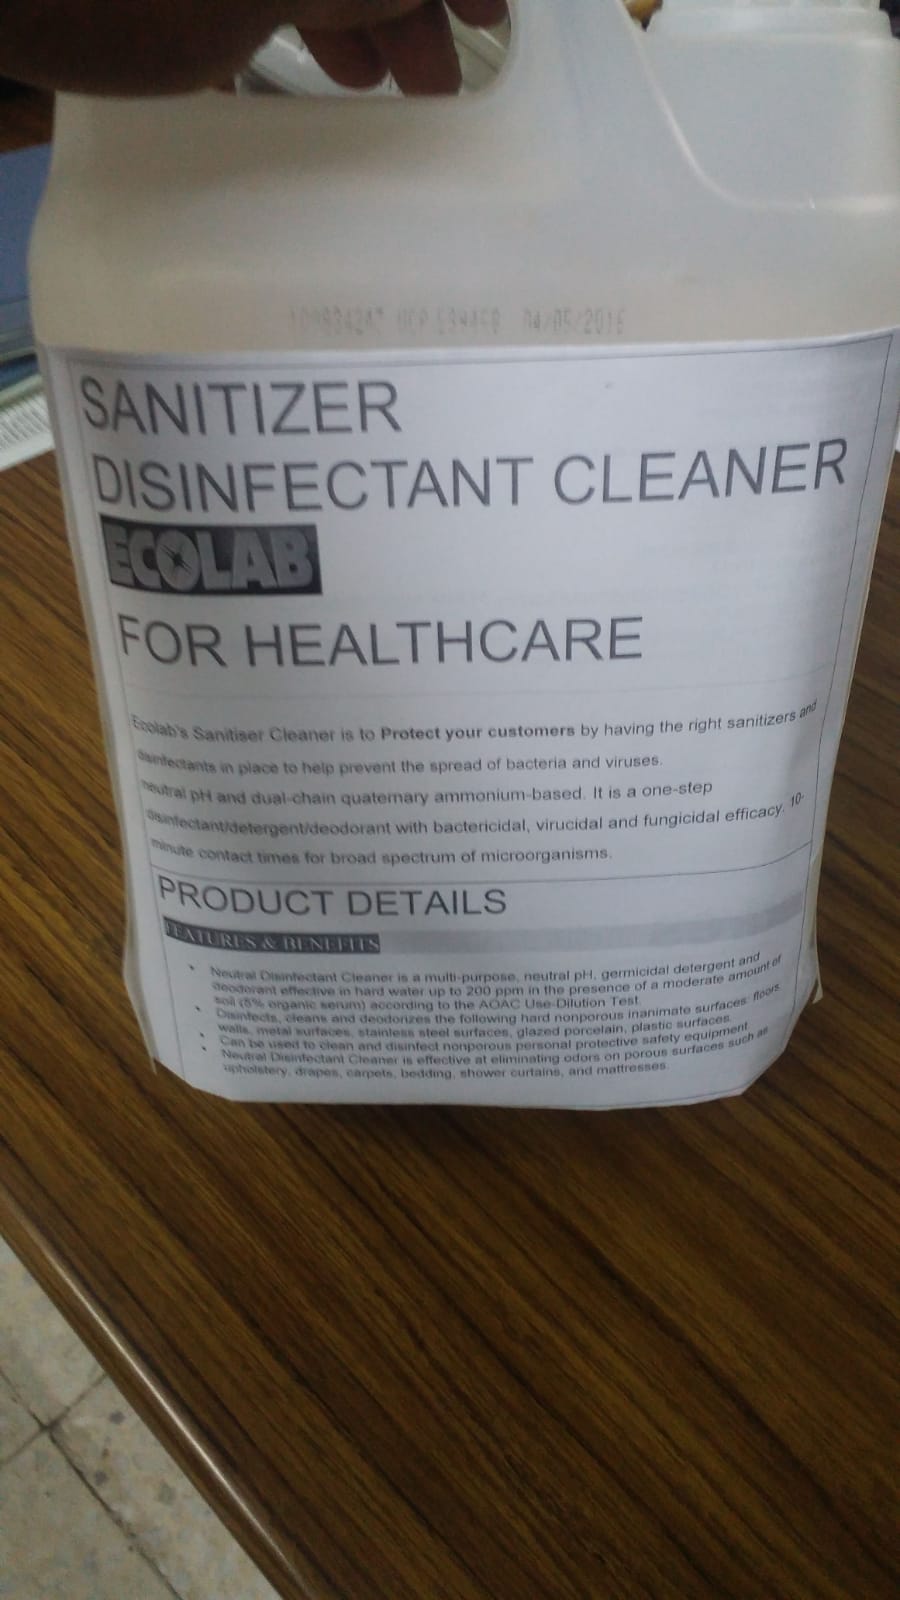 04/05/2016
SANITIZER
DISINFECTANT CLEANER
ECOLAB
FOR HEALTHCARE
Ecolab's Sanitiser Cleaner is to Protect your customers by having the right sanitizers and
disinfectants in place to help prevent the spread of bacteria and viruses.
neutral pH and dual-chain quaternary ammonium-based. It is a one-step
disinfectant/detergent/deodorant with bactericidal, virucidal and fungicidal efficacy. 10-
minute contact times for broad spectrum of microorganisms.
PRODUCT DETAILS
FEATURES & BENEFITS
• Neutral Disinfectant Cleaner is a multi-purpose, neutral pH, germicidal detergent and
deodorant effective in hard water up to 200 ppm in the presence of a moderate amount of
soil (5% organic serum) according to the AOAC Use-Dilution Test.
• Disinfects, cleans and deodorizes the following hard nonporous inanimate surfaces: floors,
walls, metal surfaces, stainless steel surfaces, glazed porcelain, plastic surfaces.
• Can be used to clean and disinfect nonporous personal protective safety equipment.
• Neutral Disinfectant Cleaner is effective at eliminating odors on porous surfaces such as
upholstery, drapes, carpets, bedding, shower curtains, and mattresses.